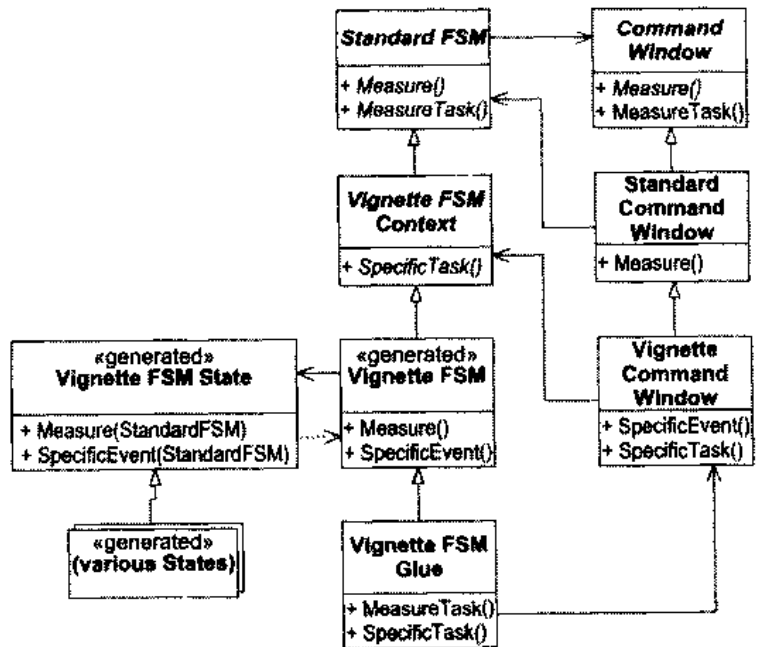 Standard FSM
+ Measure()
+ MeasureTask()
Command
Window
+ Measure()
+ MeasureTask()
Vignette FSM
Context
+ SpecificTask()
Standard
Command
Window
+ Measure()
«generated»
Vignette FSM State
+ Measure(StandardFSM)
+ SpecificEvent(StandardFSM)
«generated»
Vignette FSM
+ Measure()
+ SpecificEvent()
Vignette
Command
Window
+ SpecificEvent()
+ SpecificTask()
«generated»
(various States)
Vignette FSM
Glue
+ MeasureTask()
+ SpecificTask()